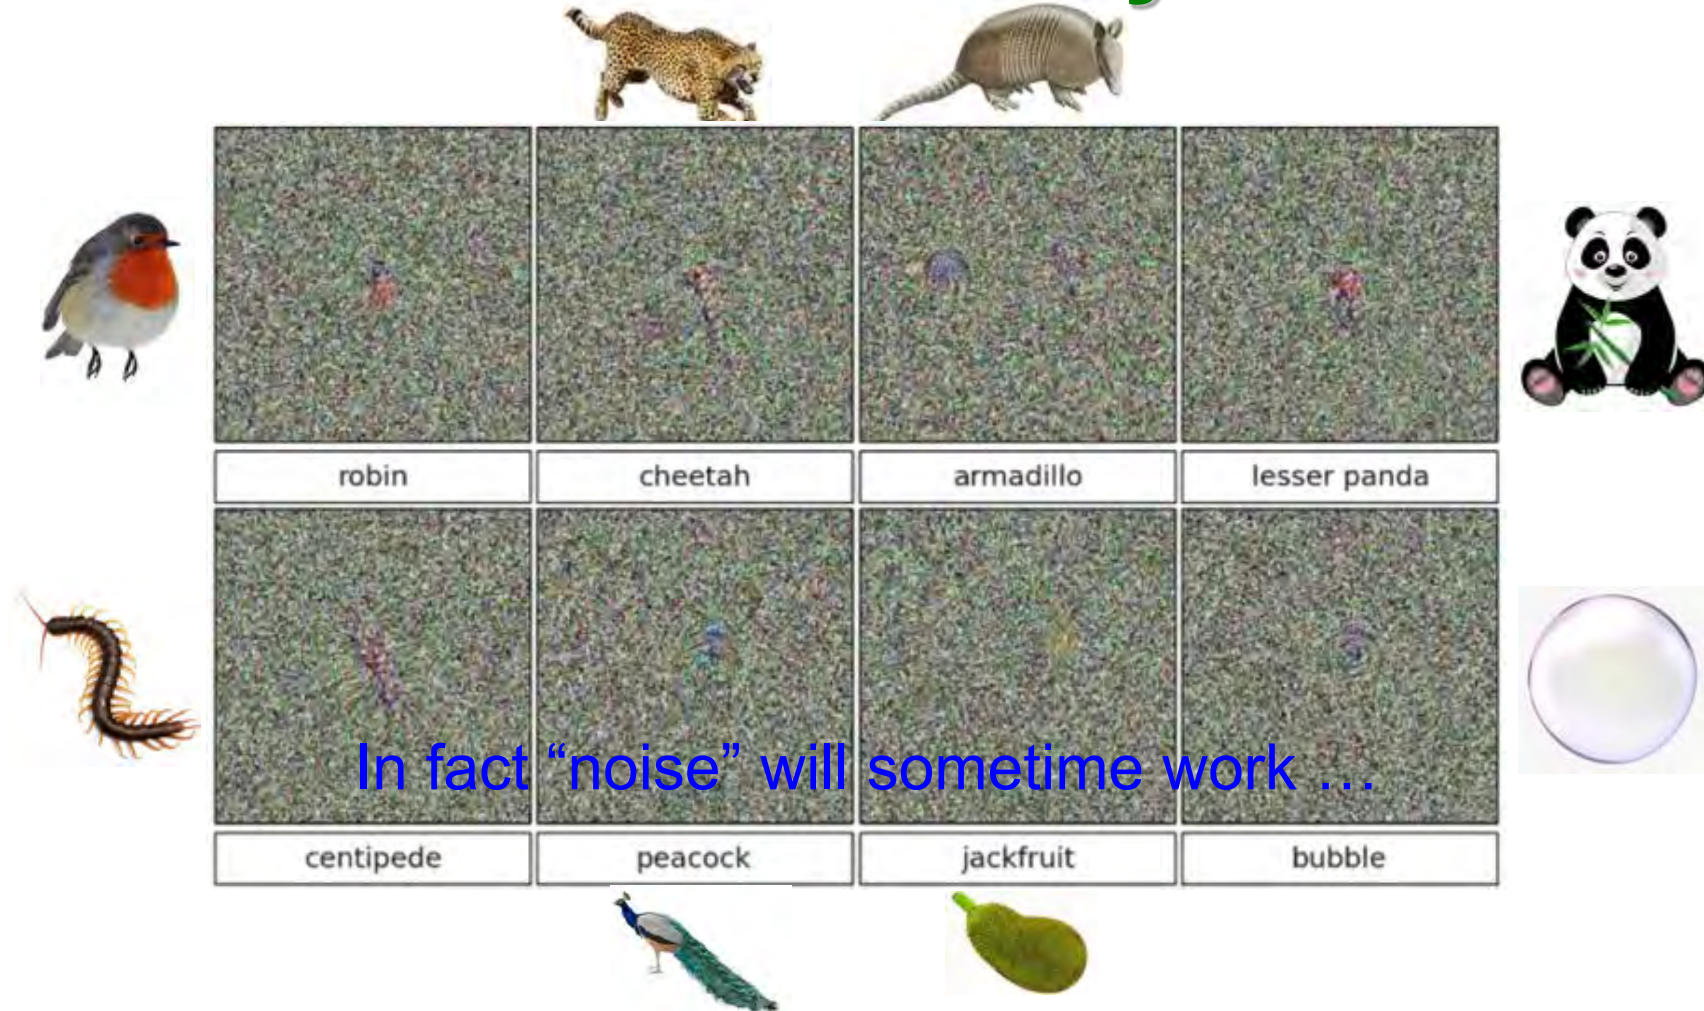 robin
cheetah
armadillo
lesser panda
In fact “noise” will sometime work …
centipede
peacock
jackfruit
bubble